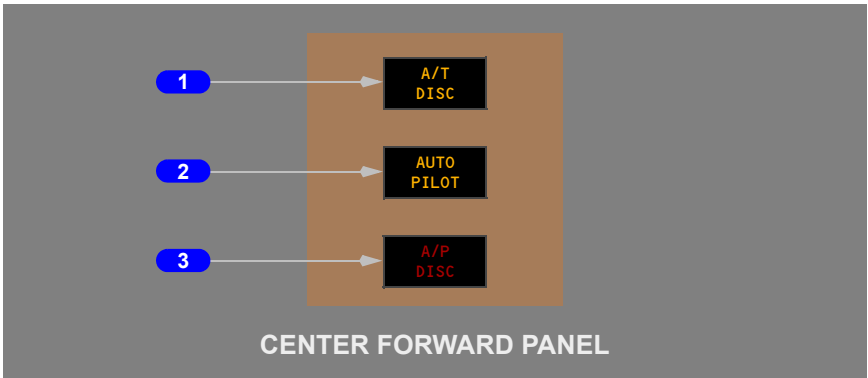 1
A/T
DISC
2
AUTO
PILOT
3
A/P
DISC
CENTER FORWARD PANEL